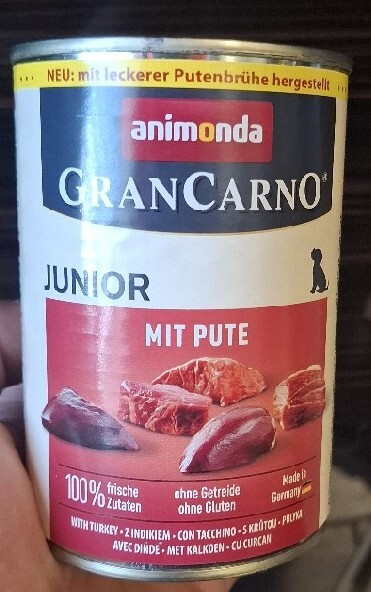 NEU: mit leckerer Putenbrühe hergestellt
animonda
GRANCARNO®
JUNIOR
MIT PUTE
100% frische Zutaten
ohne Getreide
ohne Gluten
Made in
Germany
WITH TURKEY • Z INDIKIEM • CON TACCHINO • S KRŮTOU • PUYKA
AVEC DINDE • MET KALKOEN • CU CURCAN